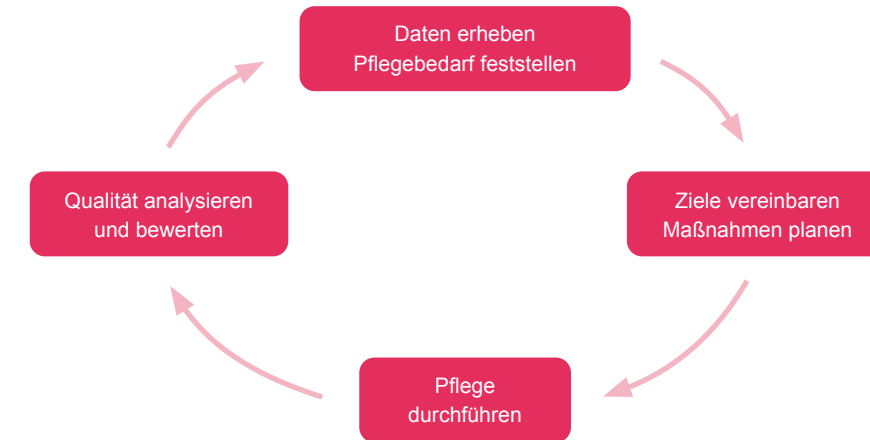 Daten erheben
Pflegebedarf feststellen
Ziele vereinbaren
Maßnahmen planen
Pflege
durchführen
Qualität analysieren
und bewerten